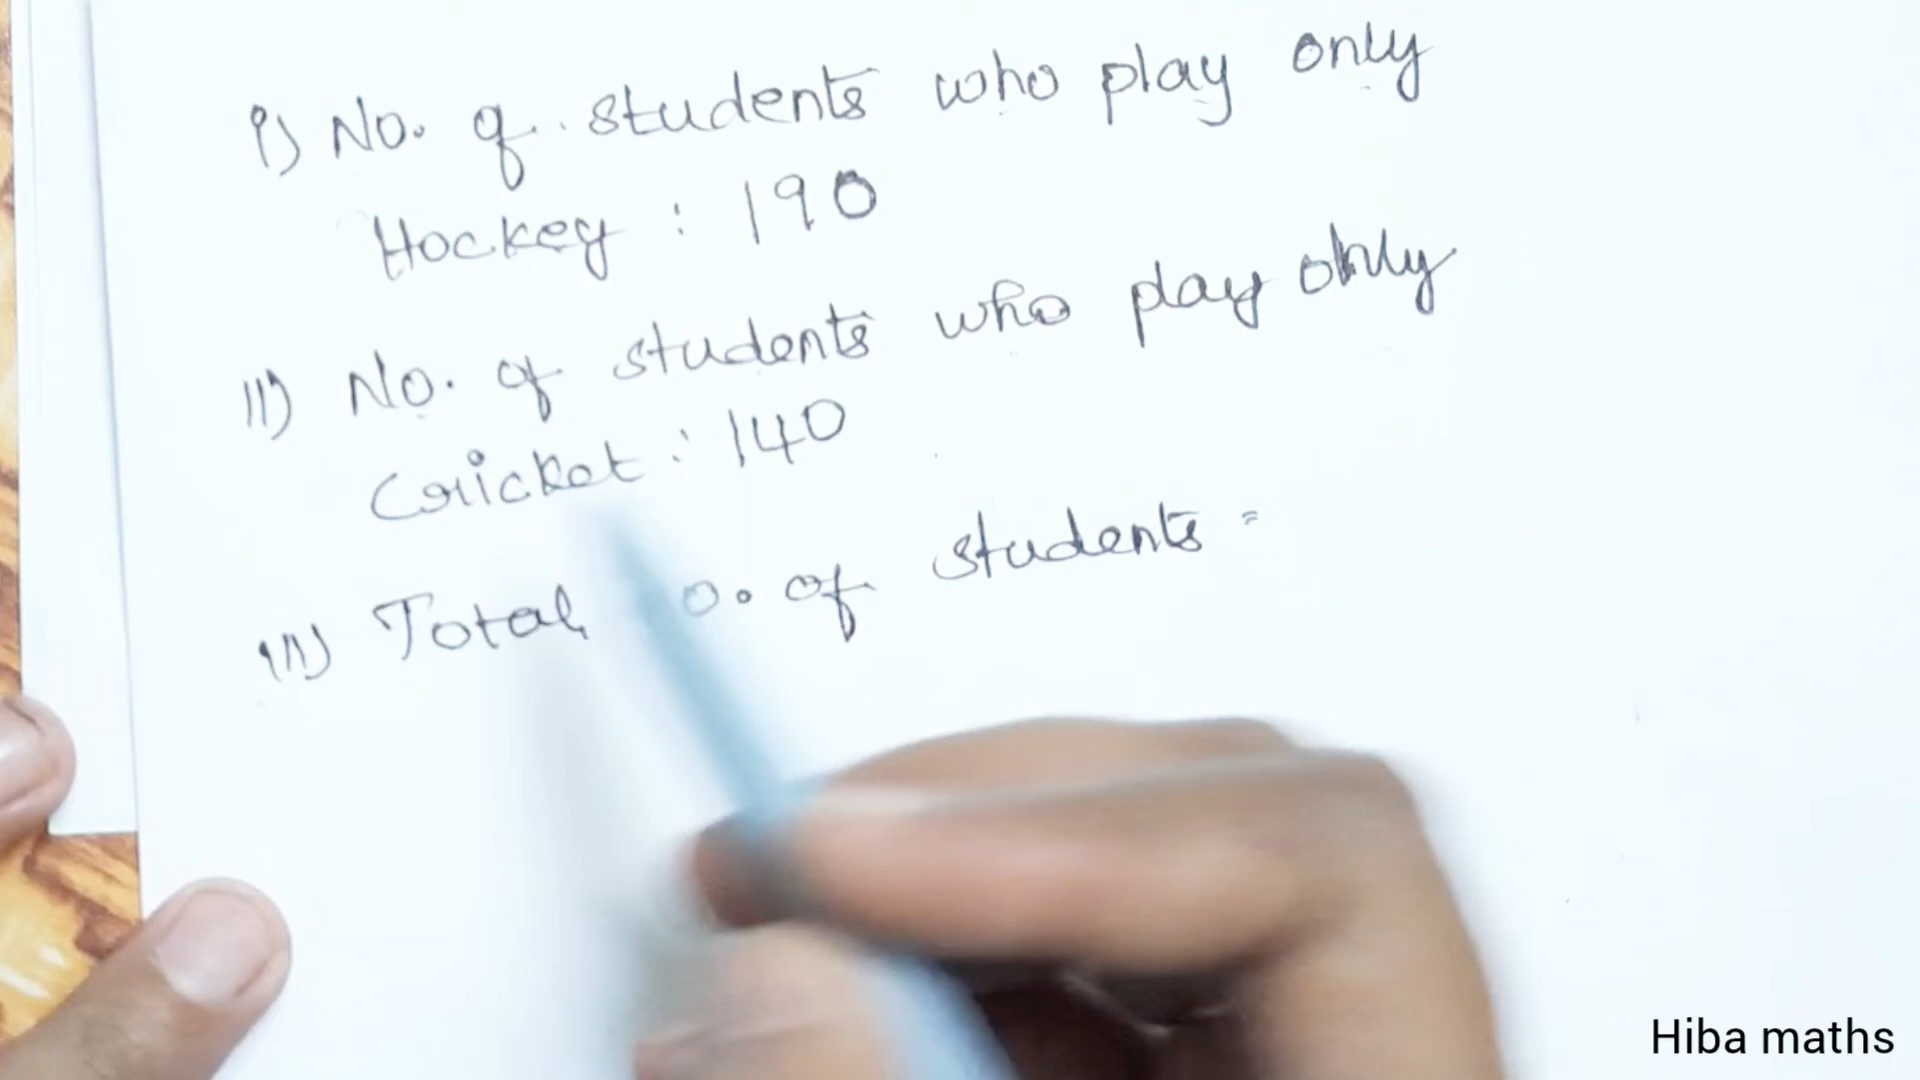 i) No. of students who play only
Hockey : 190
ii) No. of students who play only
Cricket : 140
iii) Total o. of students =
Hiba maths